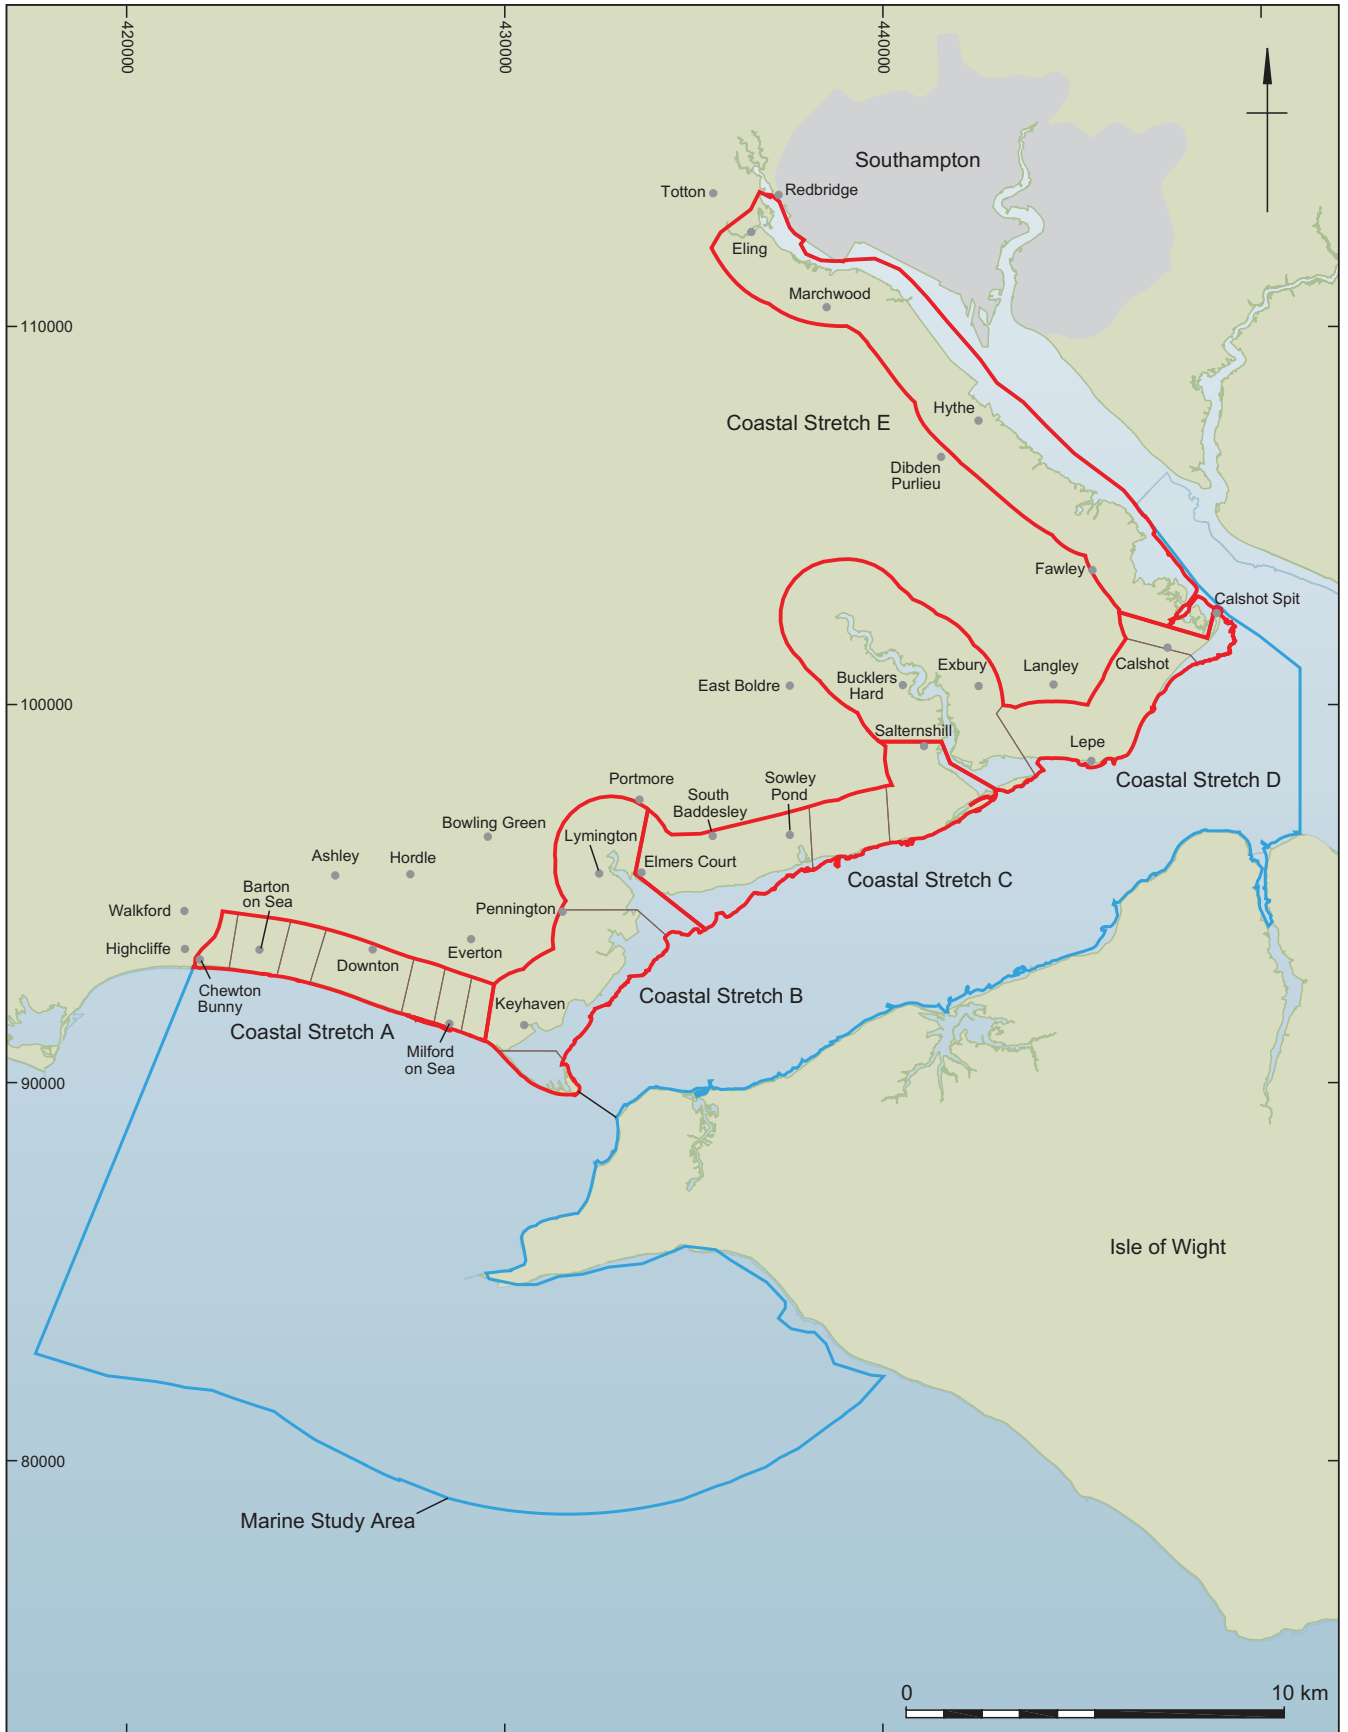 420000
430000
440000
Southampton
Totton
Redbridge
Eling
Marchwood
110000
Hythe
Coastal Stretch E
Dibden
Purlieu
Fawley
Calshot Spit
Calshot
Exbury
Langley
Bucklers
Hard
East Boldre
100000
Salternshill
Lepe
Coastal Stretch D
Portmore
Sowley
Pond
South
Baddesley
Bowling Green
Lymington
Ashley
Hordle
Elmers Court
Coastal Stretch C
Barton
on Sea
Walkford
Pennington
Highcliffe
Everton
Downton
Chewton
Bunny
Keyhaven
Coastal Stretch B
Coastal Stretch A
Milford
on Sea
90000
Isle of Wight
80000
Marine Study Area
0
10 km